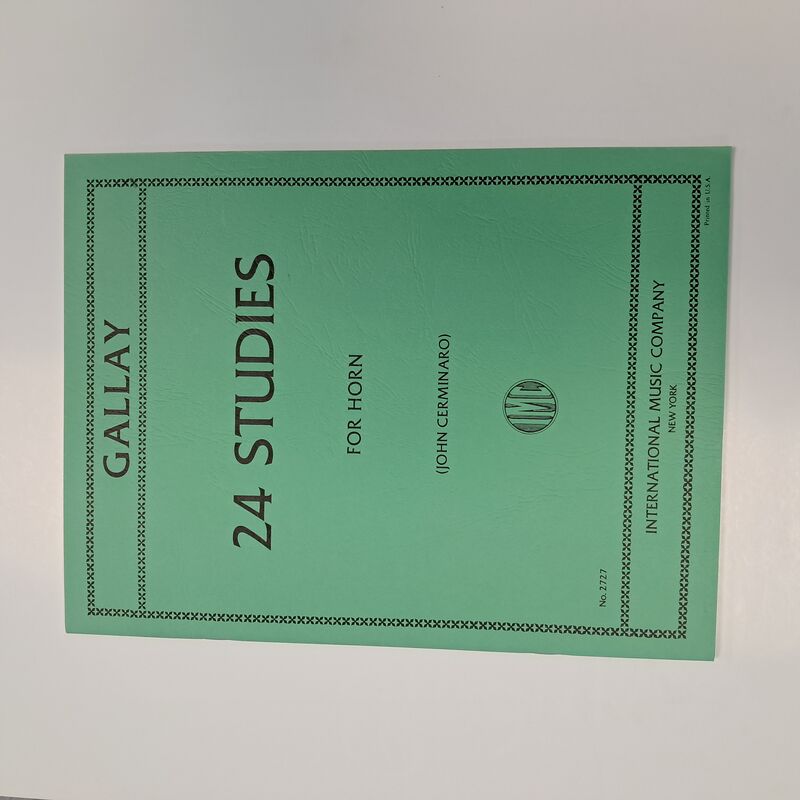 GALLAY
24 STUDIES
FOR HORN
(JOHN CERMINARO)
IMC
No. 2727
INTERNATIONAL MUSIC COMPANY
NEW YORK
Printed in U.S.A.